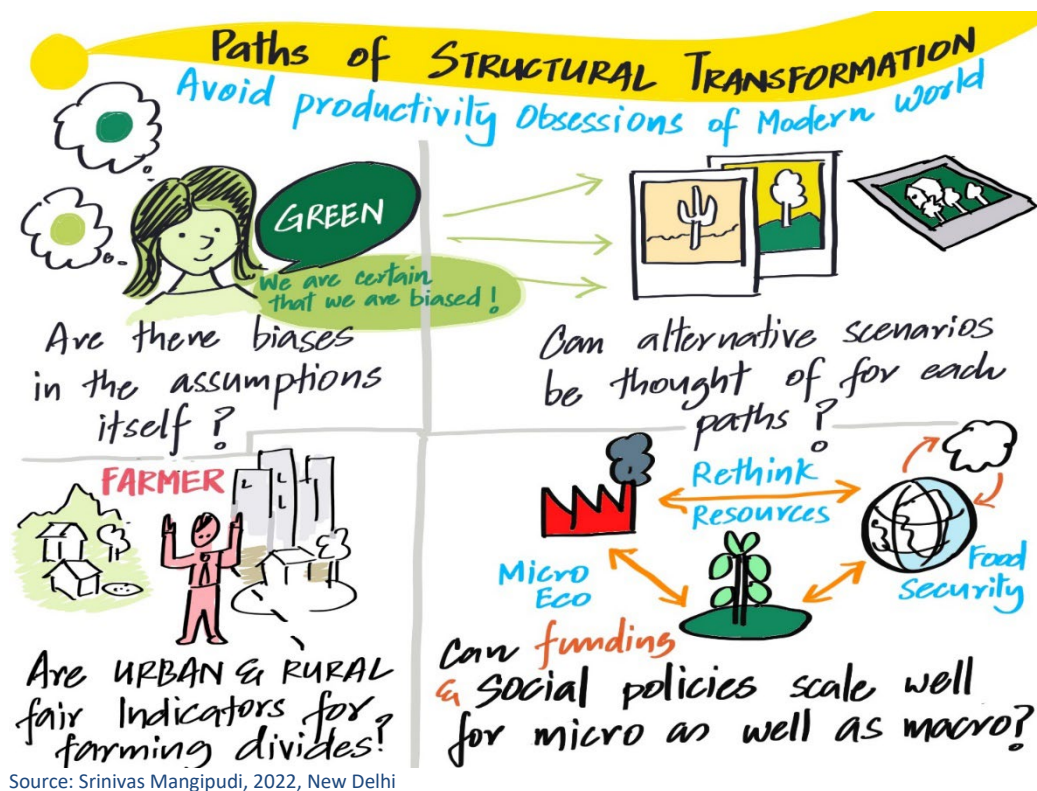 Paths of STRUCTURAL TRANSFORMATION
Avoid productivity Obsessions of Modern World
GREEN
We are certain
that we are biased!
Are there biases
in the assumptions
itself?
Can alternative scenarios
be thought of for each
paths?
FARMER
Are URBAN & RURAL
fair Indicators for
farming divides?
Rethink
Resources
Micro
Eco
Food
Security
Can funding
& social policies scale well
for micro as well as macro?
Source: Srinivas Mangipudi, 2022, New Delhi